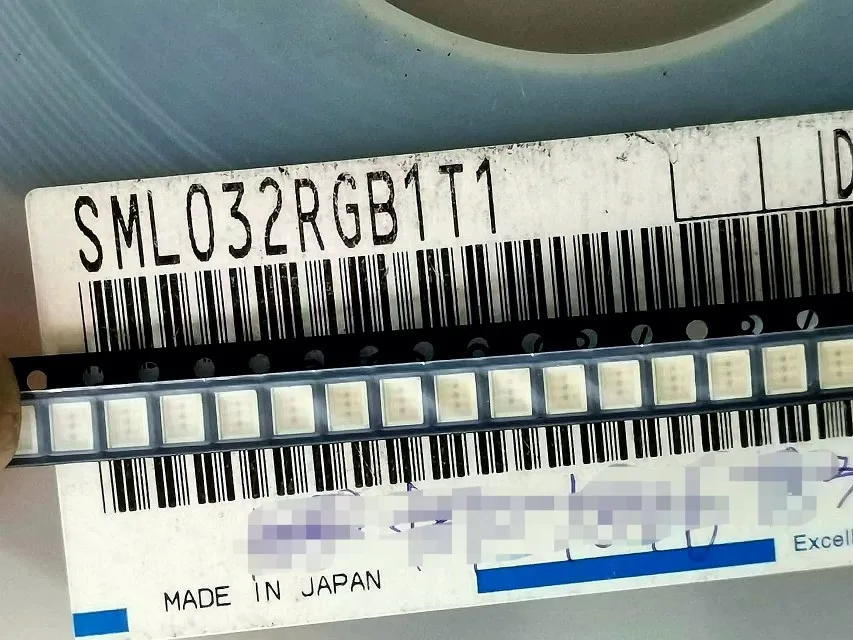 SML032RGB1T1
D
MADE IN JAPAN
Excell